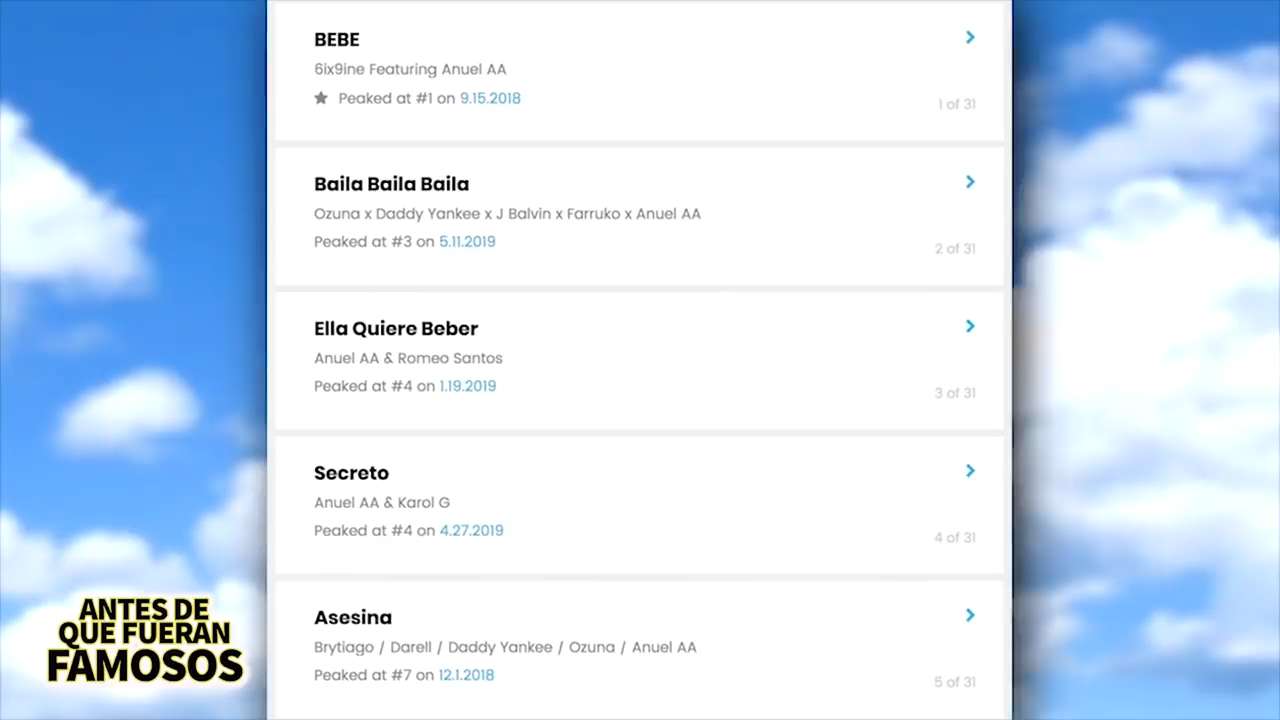 BEBE
6ix9ine Featuring Anuel AA
Peaked at #1 on 9.15.2018
1 of 31
Baila Baila Baila
Ozuna x Daddy Yankee x J Balvin x Farruko x Anuel AA
Peaked at #3 on 5.11.2019
2 of 31
Ella Quiere Beber
Anuel AA & Romeo Santos
Peaked at #4 on 1.19.2019
3 of 31
Secreto
Anuel AA & Karol G
Peaked at #4 on 4.27.2019
4 of 31
Asesina
Brytiago / Darell / Daddy Yankee / Ozuna / Anuel AA
Peaked at #7 on 12.1.2018
5 of 31
ANTES DE
QUE FUERAN
FAMOSOS